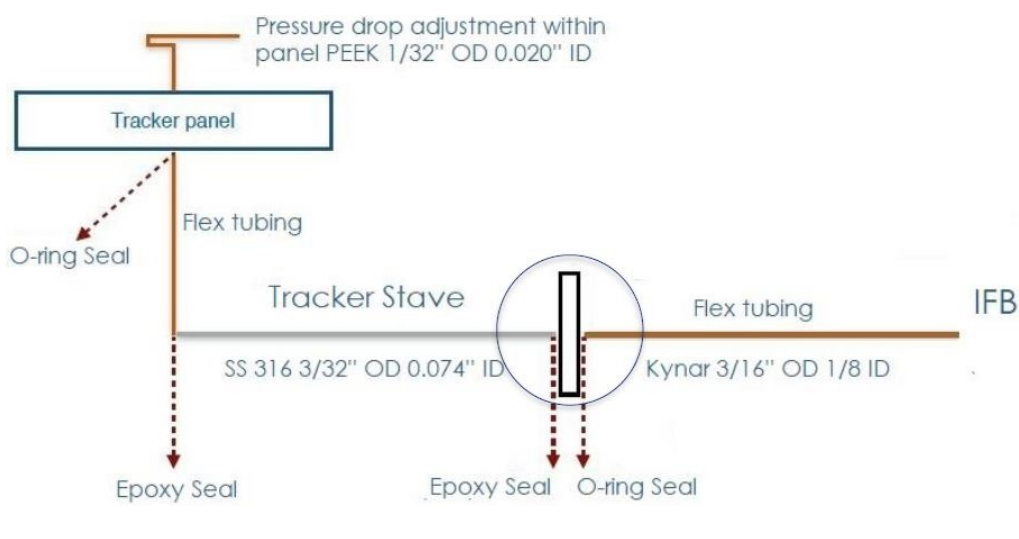 Pressure drop adjustment within
panel PEEK 1/32" OD 0.020" ID
Tracker panel
Flex tubing
O-ring Seal
Tracker Stave
Flex tubing
IFB
SS 316 3/32" OD 0.074" ID
Kynar 3/16" OD 1/8 ID
Epoxy Seal
Epoxy Seal
O-ring Seal